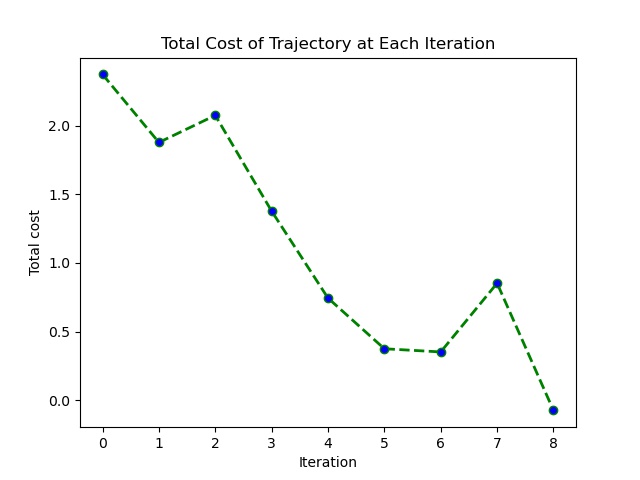 Total Cost of Trajectory at Each Iteration
Total cost
2.0
1.5
1.0
0.5
0.0
0 1 2 3 4 5 6 7 8
Iteration